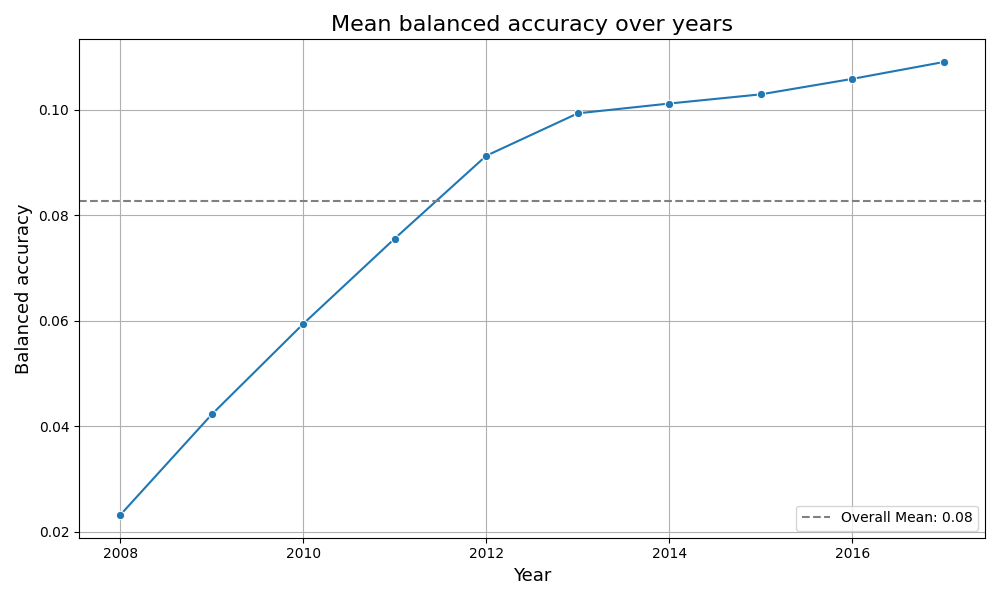 Mean balanced accuracy over years
Balanced accuracy
0.10
0.08
0.06
0.04
0.02
2008
2010
2012
2014
2016
Year
Overall Mean: 0.08